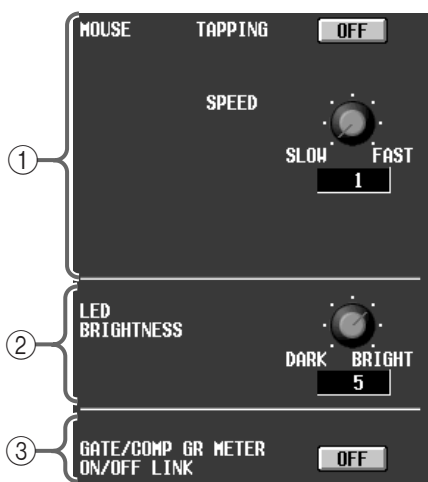 MOUSE TAPPING OFF
SPEED
1
SLOW FAST
1
LED
BRIGHTNESS
2
DARK BRIGHT
5
3
GATE/COMP GR METER
ON/OFF LINK
OFF